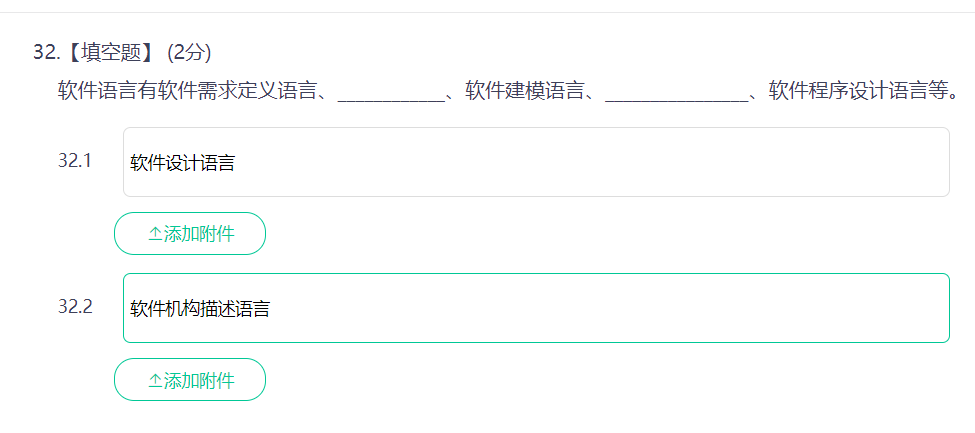 32.【填空题】 (2分)
软件语言有软件需求定义语言、____________、软件建模语言、________________、软件程序设计语言等。
32.1
软件设计语言
添加附件
32.2
软件机构描述语言
添加附件